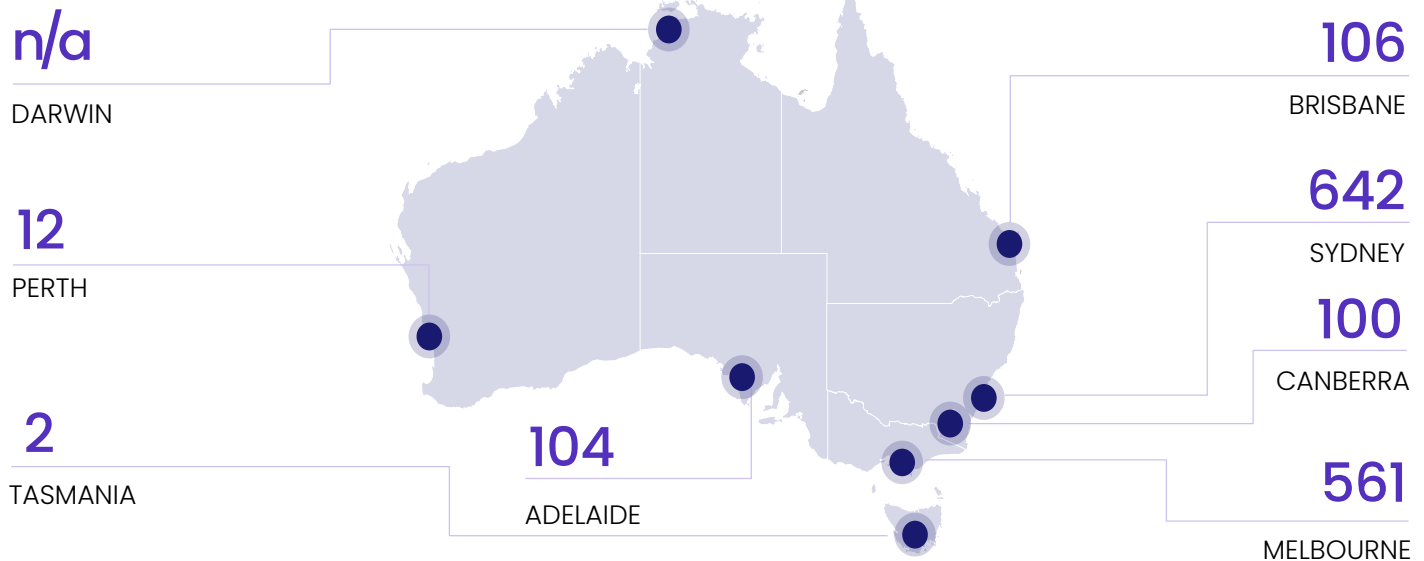 n/a
DARWIN
12
PERTH
2
TASMANIA
104
ADELAIDE
106
BRISBANE
642
SYDNEY
100
CANBERRA
561
MELBOURNE